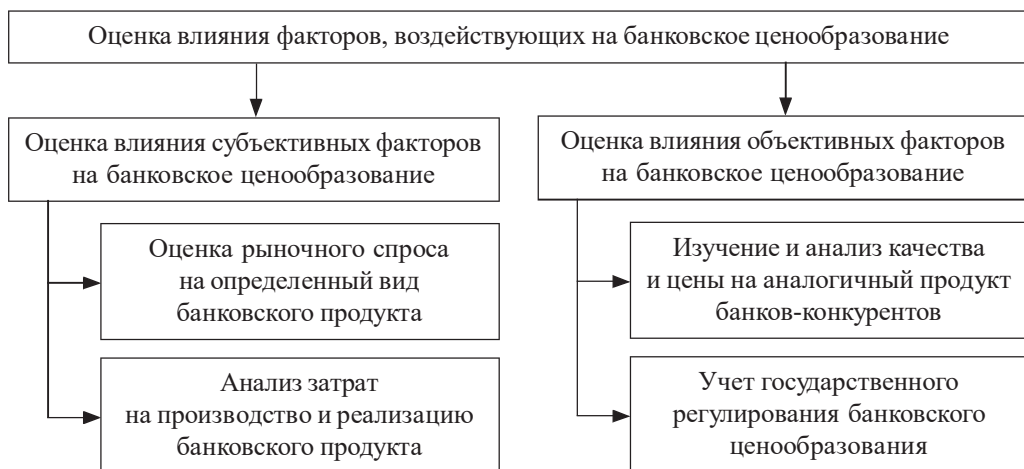 Оценка влияния факторов, воздействующих на банковское ценообразование
Оценка влияния субъективных факторов
на банковское ценообразование
Оценка рыночного спроса
на определенный вид
банковского продукта
Анализ затрат
на производство и реализацию
банковского продукта
Оценка влияния объективных факторов
на банковское ценообразование
Изучение и анализ качества
и цены на аналогичный продукт
банков-конкурентов
Учет государственного
регулирования банковского
ценообразования